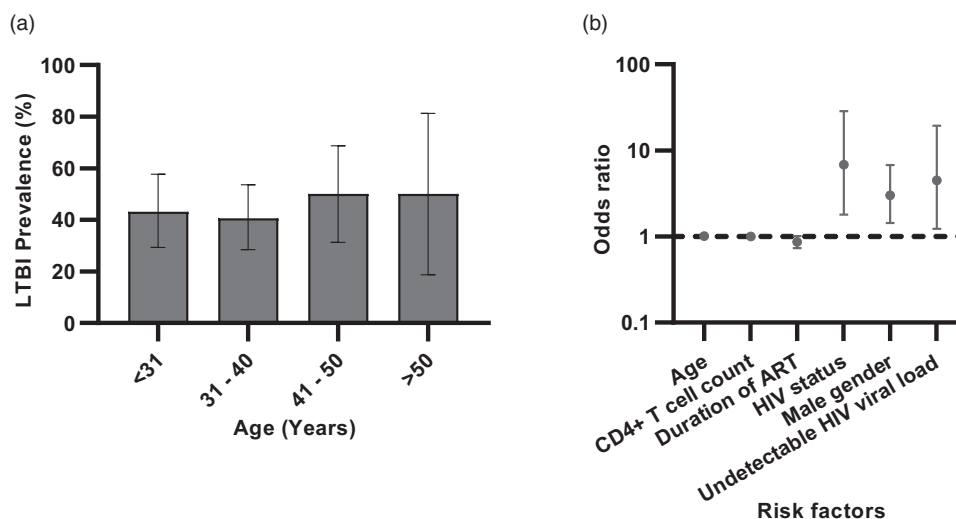 (a)
LTBI Prevalence (%)
100
80
60
40
20
0
<31
31 - 40
41 - 50
>50
Age (Years)
(b)
Odds ratio
100
10
1
0.1
Age
CD4+ T cell count
Duration of ART
HIV status
Male gender
Undetectable HIV viral load
Risk factors